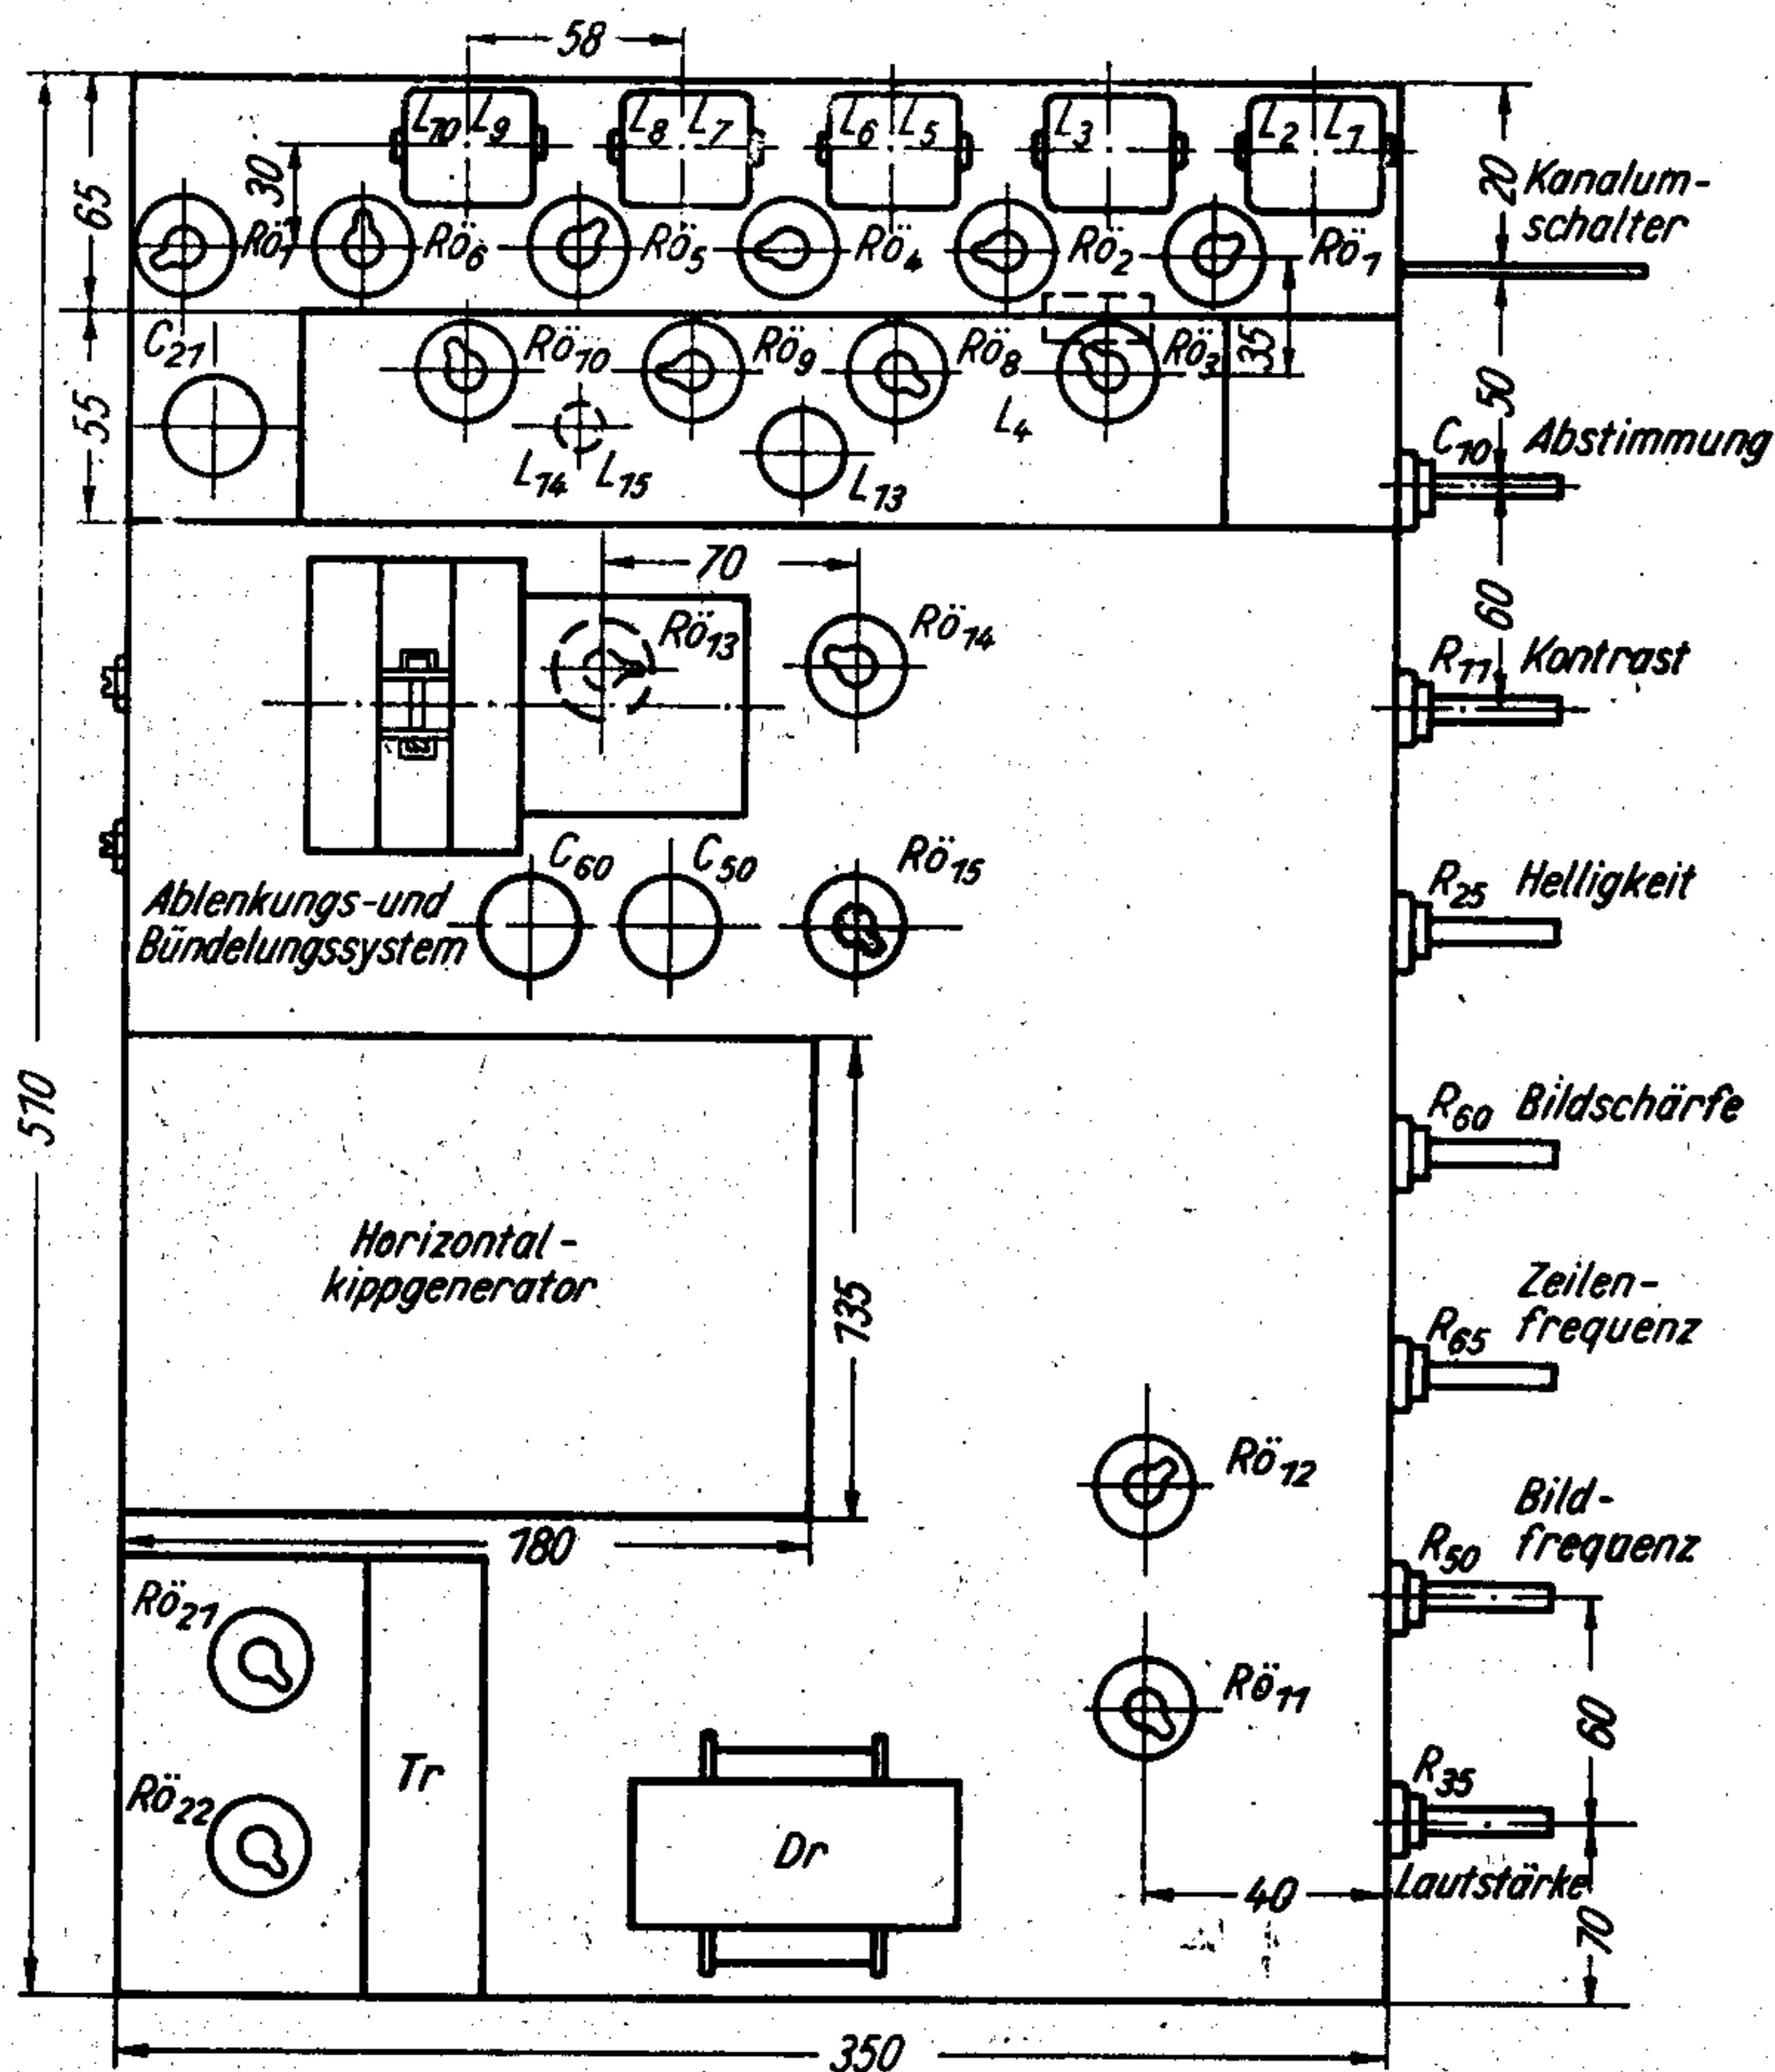 58
L10 L9
L8 L7
L6 L5
L3
L2 L1
65
30
20
Kanalum-
schalter
Rö7
Rö6
Rö5
Rö4
Rö2
Rö1
C21
Rö10
Rö9
Rö8
Rö3
35
55
50
L14 L15
L13
L4
C10 Abstimmung
70
Rö13
Rö14
60
R11 Kontrast
C60
C50
Rö15
R25 Helligkeit
Ablenkungs-und
Bündelungssystem
510
R60 Bildschärfe
Horizontal-
kippgenerator
135
Zeilen-
R65 frequenz
Rö12
180
Bild-
R50 frequenz
Rö21
Rö11
60
Rö22
Tr
Dr
R35
40
Lautstärke
70
350